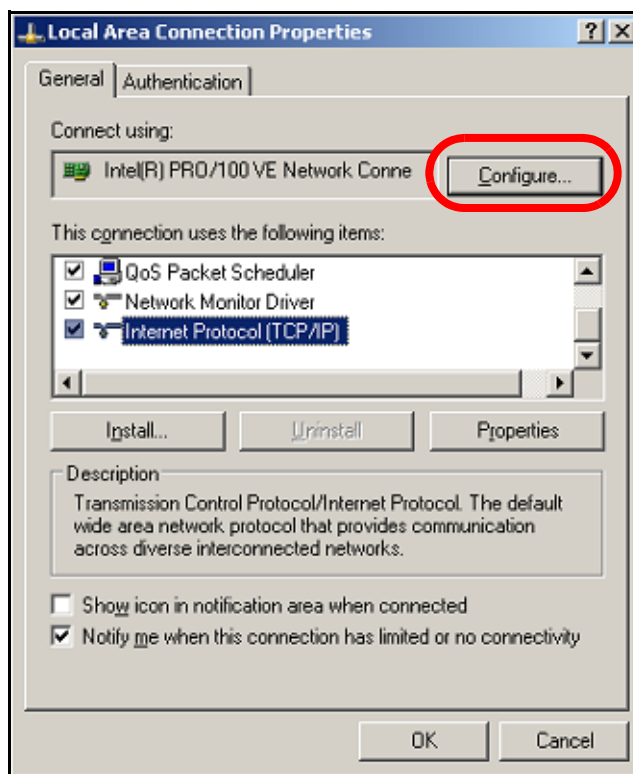 Local Area Connection Properties
General
Authentication
Connect using:
Intel(R) PRO/100 VE Network Conne
Configure...
This connection uses the following items:
QoS Packet Scheduler
Network Monitor Driver
Internet Protocol (TCP/IP)
Install...
Uninstall
Properties
Description
Transmission Control Protocol/Internet Protocol. The default
wide area network protocol that provides communication
across diverse interconnected networks.
Show icon in notification area when connected
Notify me when this connection has limited or no connectivity
OK
Cancel